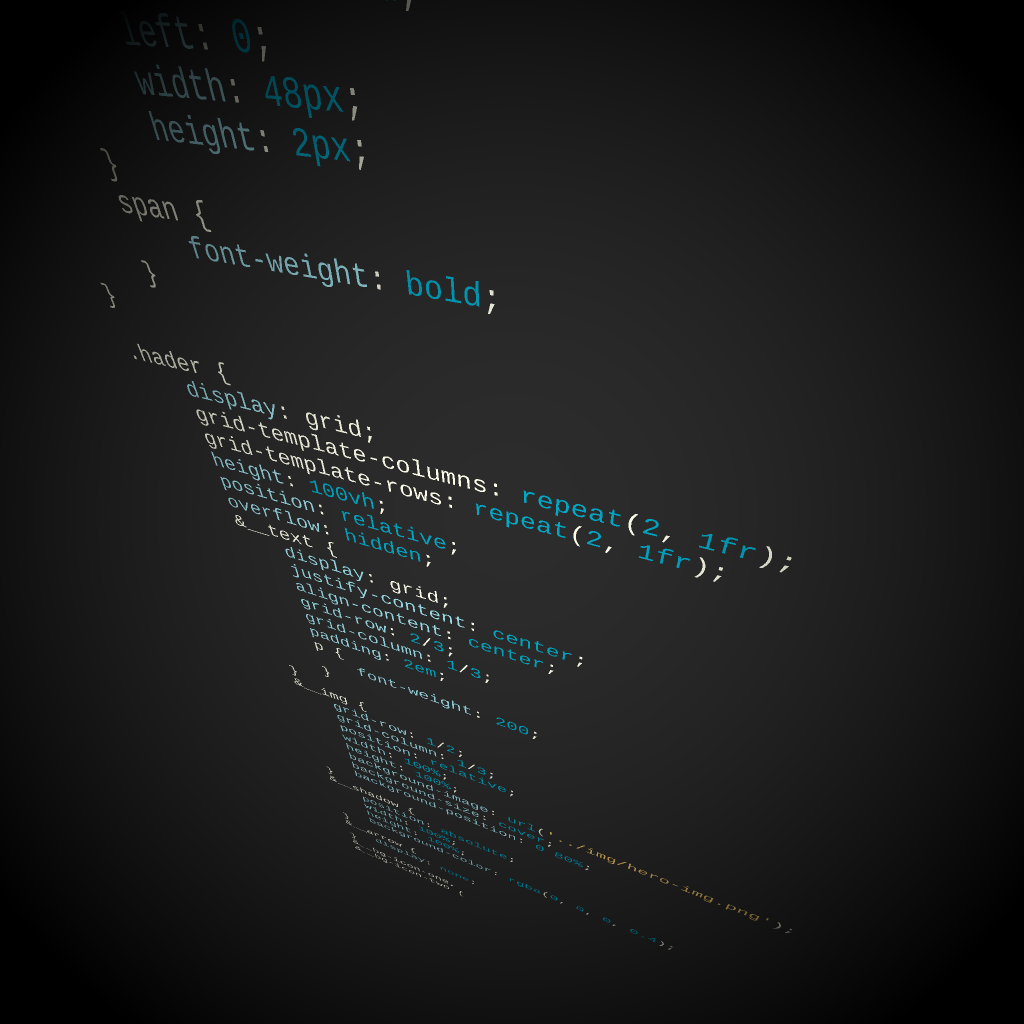 left: 0;
width: 48px;
height: 2px;
}
span {
font-weight: bold;
}
}
.hader {
display: grid;
grid-template-columns: repeat(2, 1fr);
grid-template-rows: repeat(2, 1fr);
height: 100vh;
position: relative;
overflow: hidden;
&__text {
display: grid;
justify-content: center;
align-content: center;
grid-row: 2/3;
grid-column: 1/3;
padding: 2em;
p {
font-weight: 200;
}
}
&__img {
grid-row: 1/2;
grid-column: 1/3;
position: relative;
width: 100%;
height: 100%;
background-image: url('../img/hero-img.png');
background-size: cover;
background-position: 0 80%;
}
&__shadow {
position: absolute;
width: 100%;
height: 100%;
background-color: rgba(0, 0, 0, 0.4);
}
&__arrow {
display: none;
}